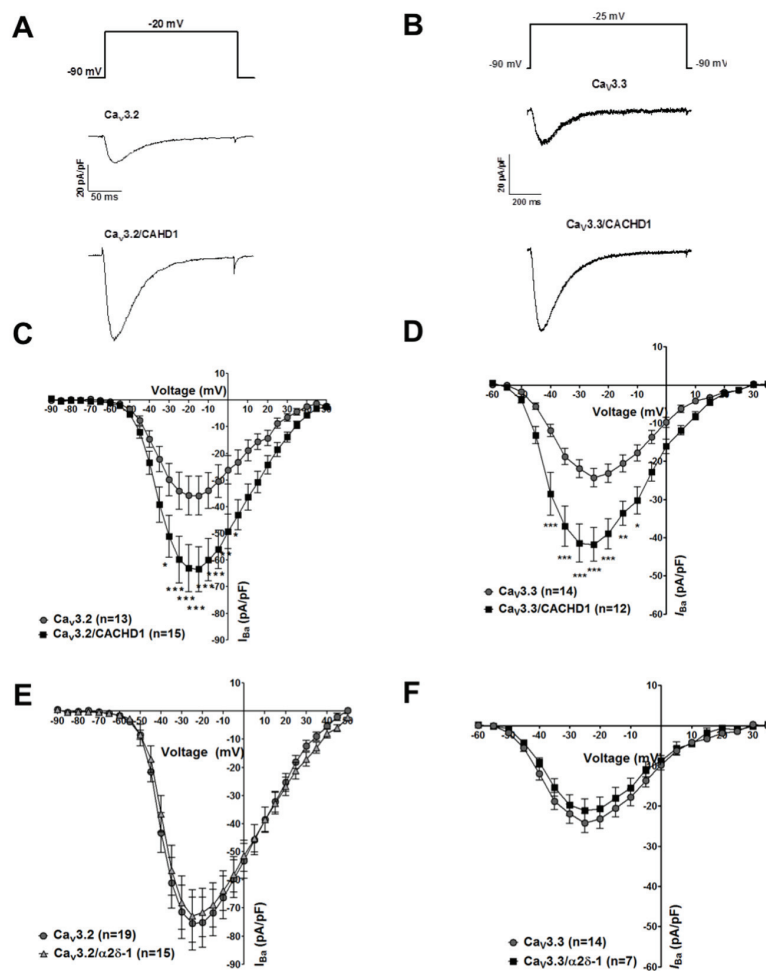 A
-20 mV
-90 mV
CaV3.2
20 pA/pF
50 ms
CaV3.2/CAHD1
B
-25 mV
-90 mV
-90 mV
CaV3.3
20 pA/pF
200 ms
CaV3.3/CACHD1
C
Voltage (mV)
-90 -80 -70 -60 -50 -40 -30 -20 -10 10 20 30 40 50
10
-10
-20
-30
-40
-50
-60
-70
-80
-90
IBa (pA/pF)
*
***
***
***
***
***
**
*
CaV3.2 (n=13)
CaV3.2/CACHD1 (n=15)
D
Voltage (mV)
-60 -50 -40 -30 -20 -10 10 20 30
10
-10
-20
-30
-40
-50
-60
IBa (pA/pF)
***
***
***
***
***
**
*
CaV3.3 (n=14)
CaV3.3/CACHD1 (n=12)
E
Voltage (mV)
-90 -80 -70 -60 -50 -40 -30 -20 -10 10 20 30 40 50
10
-10
-20
-30
-40
-50
-60
-70
-80
-90
IBa (pA/pF)
CaV3.2 (n=19)
CaV3.2/α2δ-1 (n=15)
F
Voltage (mV)
-60 -50 -40 -30 -20 -10 10 20 30
10
-10
-20
-30
-40
-50
-60
IBa (pA/pF)
CaV3.3 (n=14)
CaV3.3/α2δ-1 (n=7)